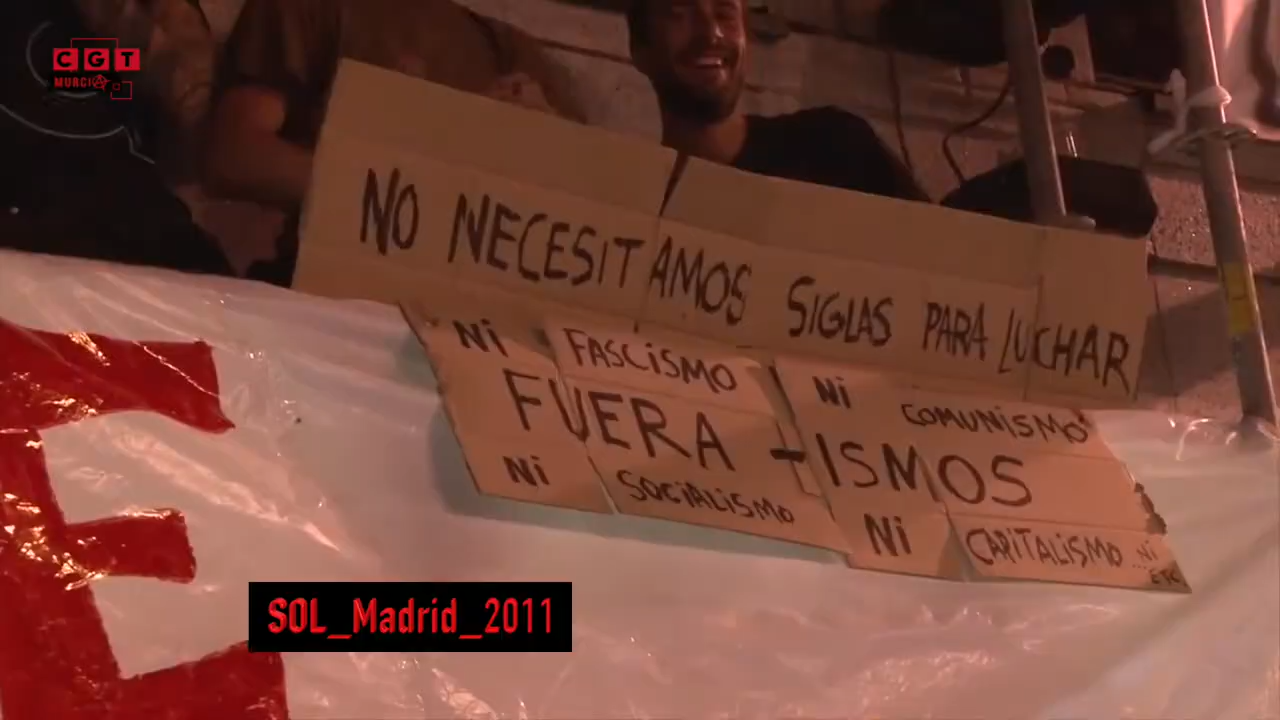 CGT
MURCIA
NO NECESITAMOS SIGLAS PARA LUCHAR
Ni FASCiSMO Ni COMUNiSMO
FUERA -ISMOS
Ni SOCiALiSMO Ni CAPiTALiSMO ... Ni
ETC
E
SOL_Madrid_2011